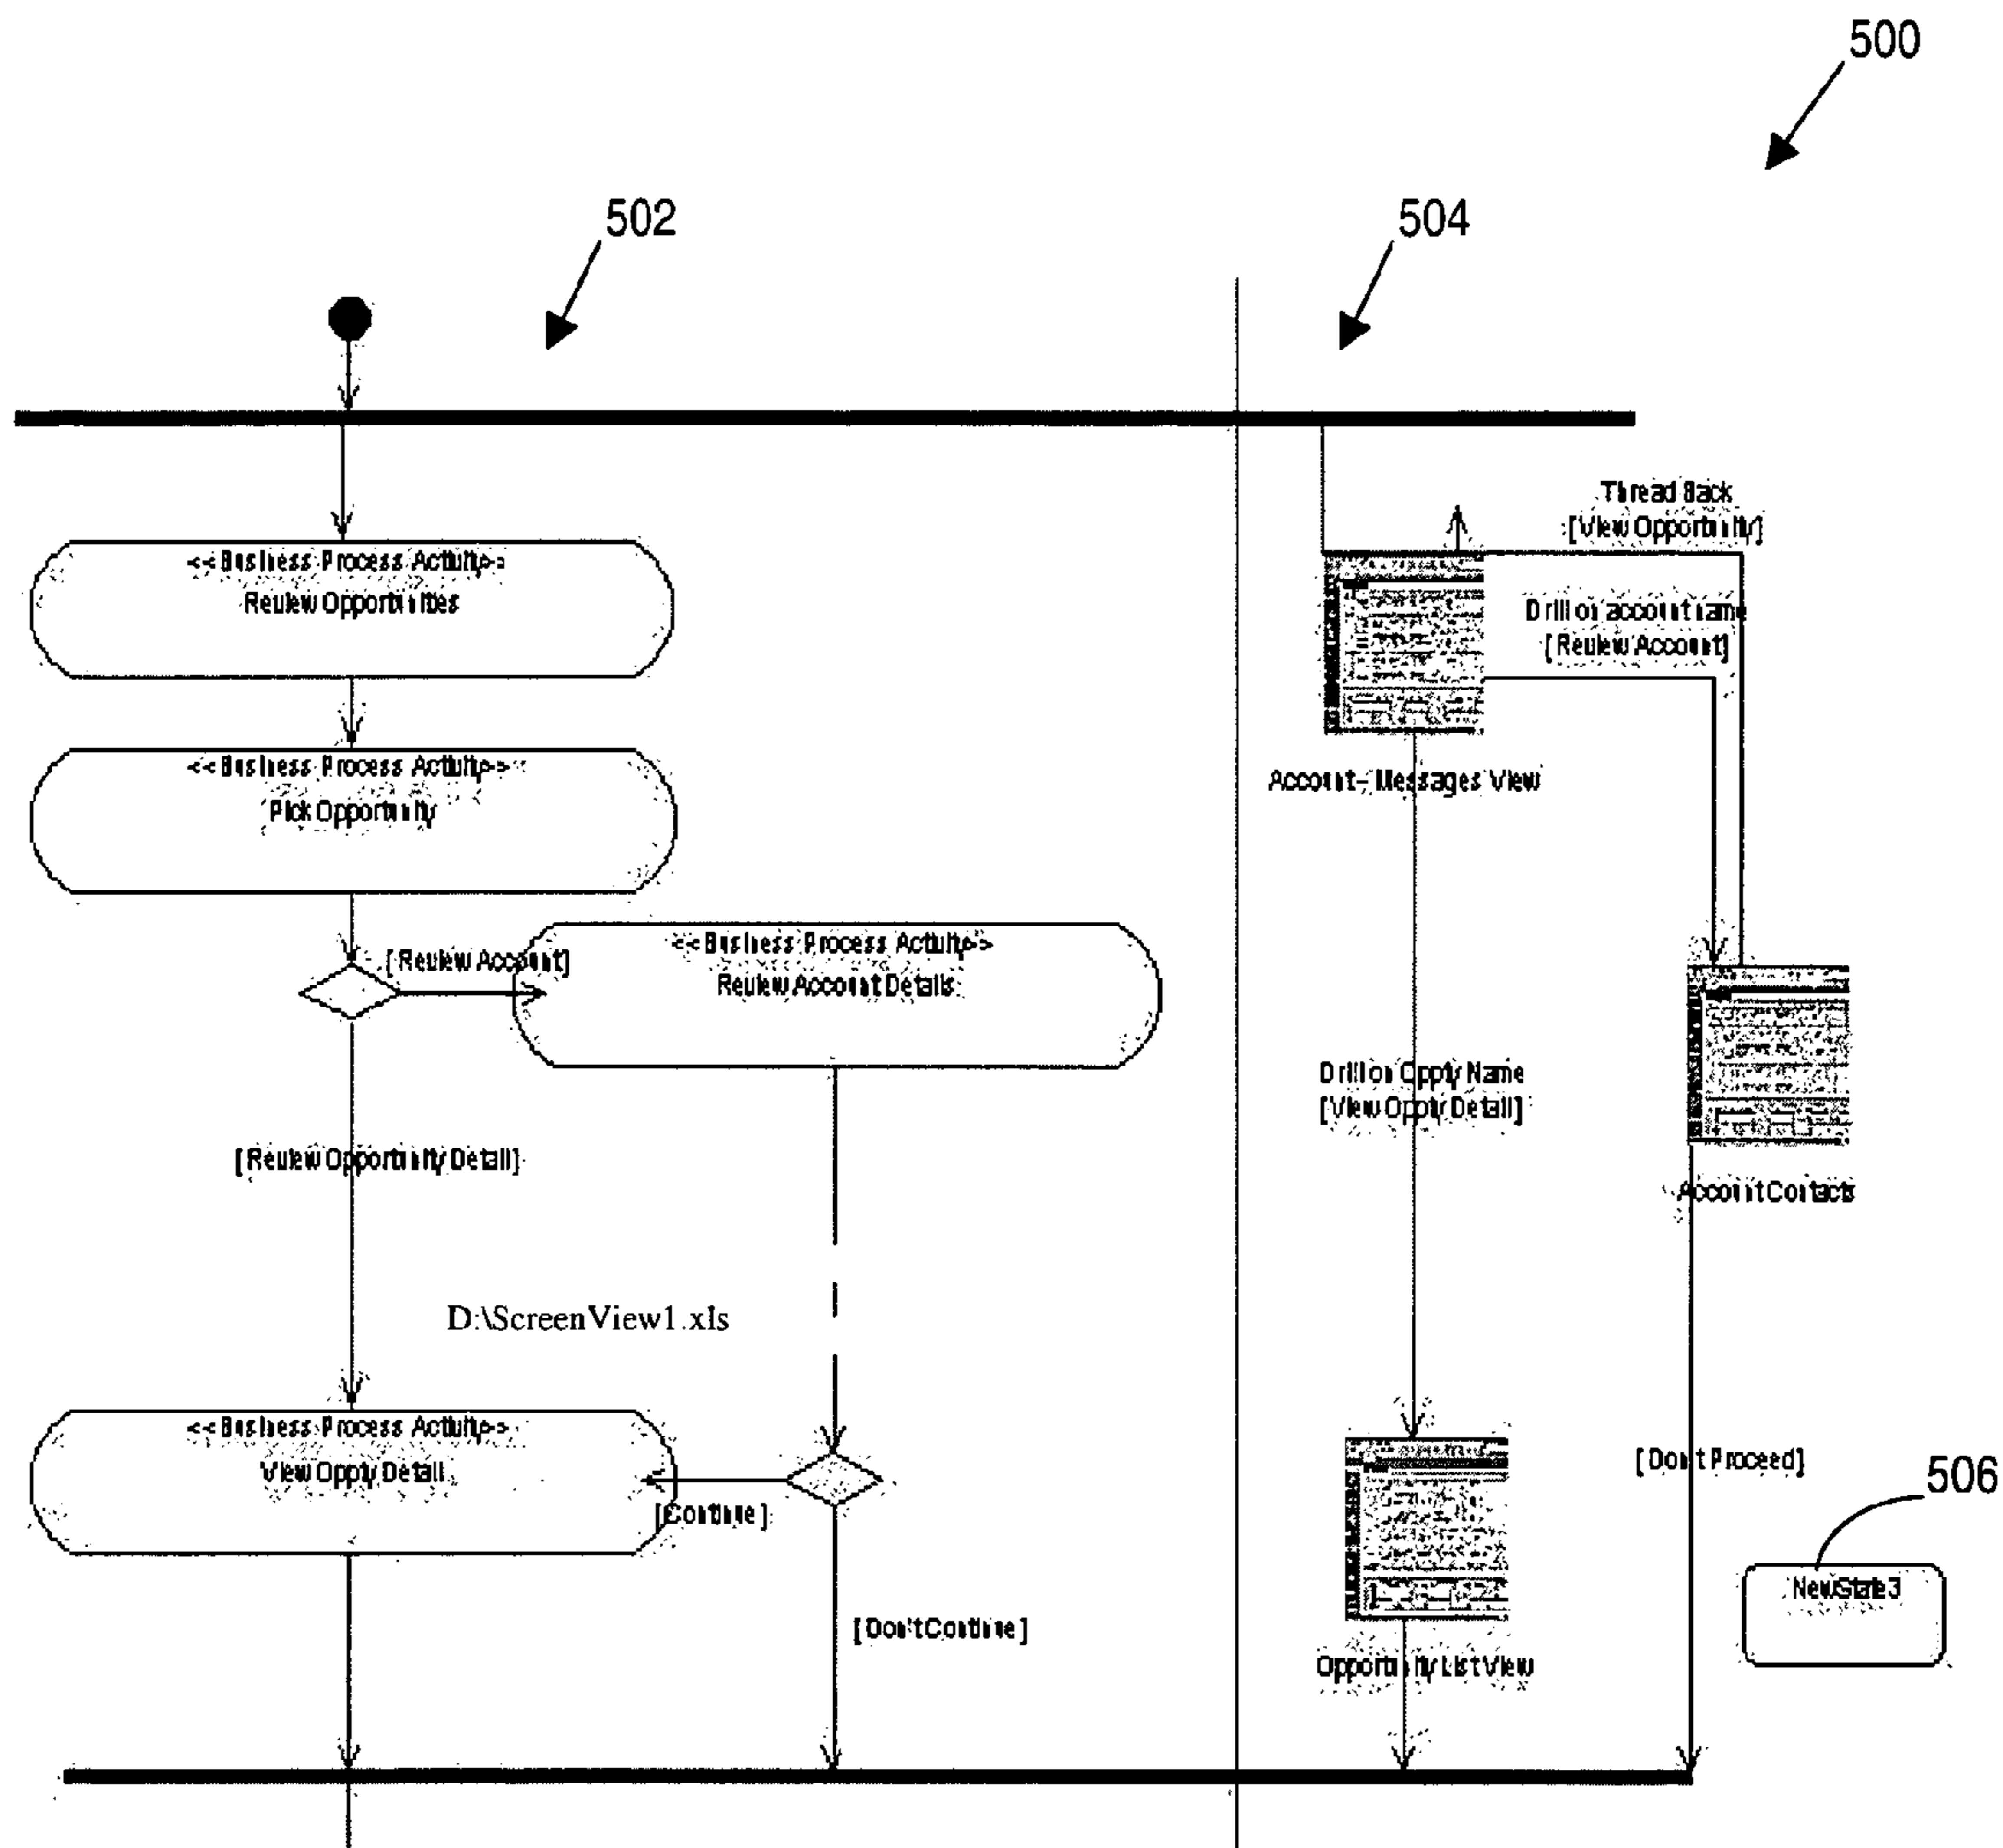 500
502
504
Thread Back
[View Opportunity]
<<Business Process Activity>>
Review Opportunities
Drill on account name
[Review Account]
<<Business Process Activity>>
Pick Opportunity
Account - Messages View
<<Business Process Activity>>
Review Account Details
[Review Account]
Drill on Oppty Name
[View Oppty Detail]
[Review Opportunity Detail]
Account Contacts
D:\ScreenView1.xls
<<Business Process Activity>>
View Oppty Detail
[Continue]
[Don't Proceed]
506
NewState3
[Don't Continue]
Opportunity List View